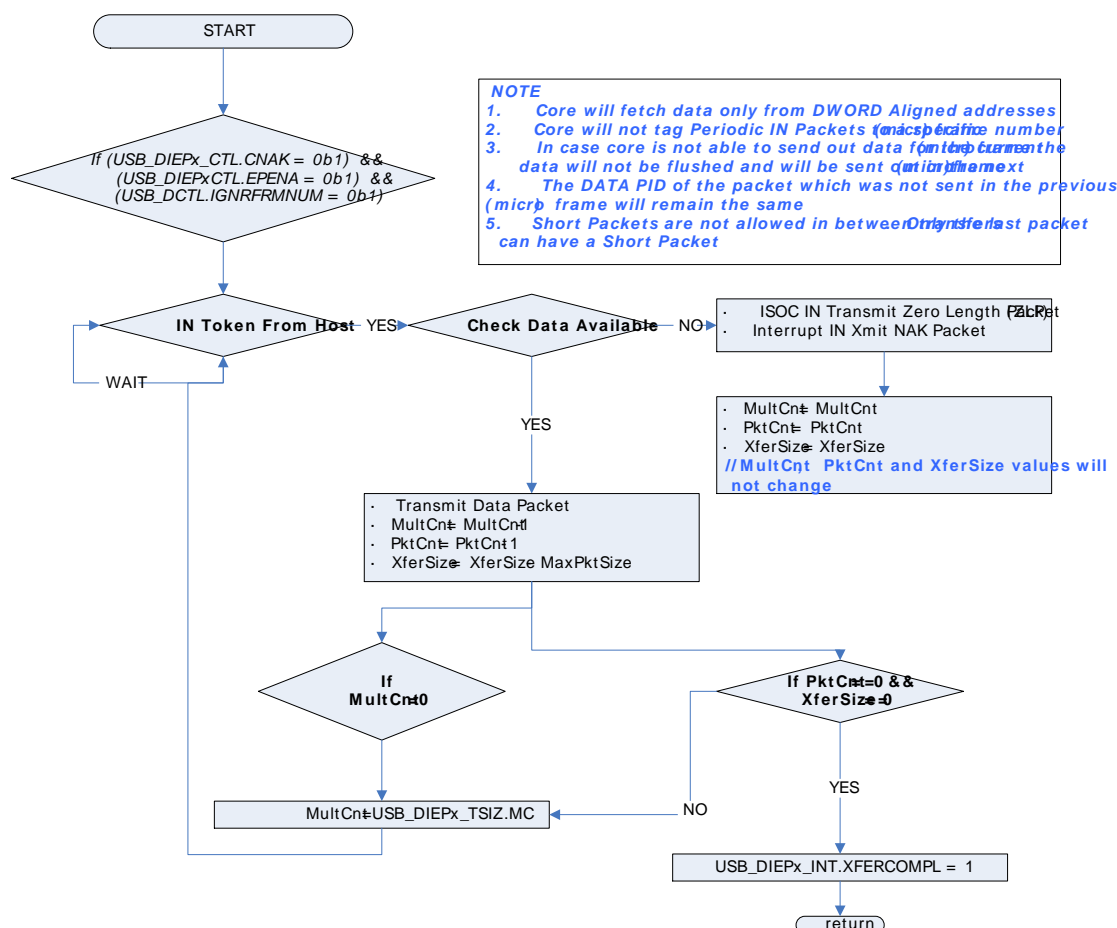 START
If (USB_DIEPx_CTL.CNAK = 0b1) &&
(USB_DIEPxCTL.EPENA = 0b1) &&
(USB_DCTL.IGNRFRMNUM = 0b1)
NOTE
1. Core will fetch data only from DWORD Aligned addresses
2. Core will not tag Periodic IN Packets to a specific (micro) frame number
3. In case core is not able to send out data for the current (micro) frame the
data will not be flushed and will be sent out in the next (micro) frame
4. The DATA PID of the packet which was not sent in the previous
(micro) frame will remain the same
5. Short Packets are not allowed in between transfers. Only the last packet
can have a Short Packet
IN Token From Host
YES
Check Data Available
NO
· ISOC IN Transmit Zero Length Packet (ZLP)
· Interrupt IN Xmit NAK Packet
WAIT
YES
· MultCnt = MultCnt
· PktCnt = PktCnt
· XferSize = XferSize
// MultCnt, PktCnt and XferSize values will
not change
· Transmit Data Packet
· MultCnt = MultCnt-1
· PktCnt = PktCnt-1
· XferSize = XferSize MaxPktSize
If
MultCnt==0
If PktCnt==0 &&
XferSize==0
YES
NO
MultCnt=USB_DIEPx_TSIZ.MC
USB_DIEPx_INT.XFERCOMPL = 1
return